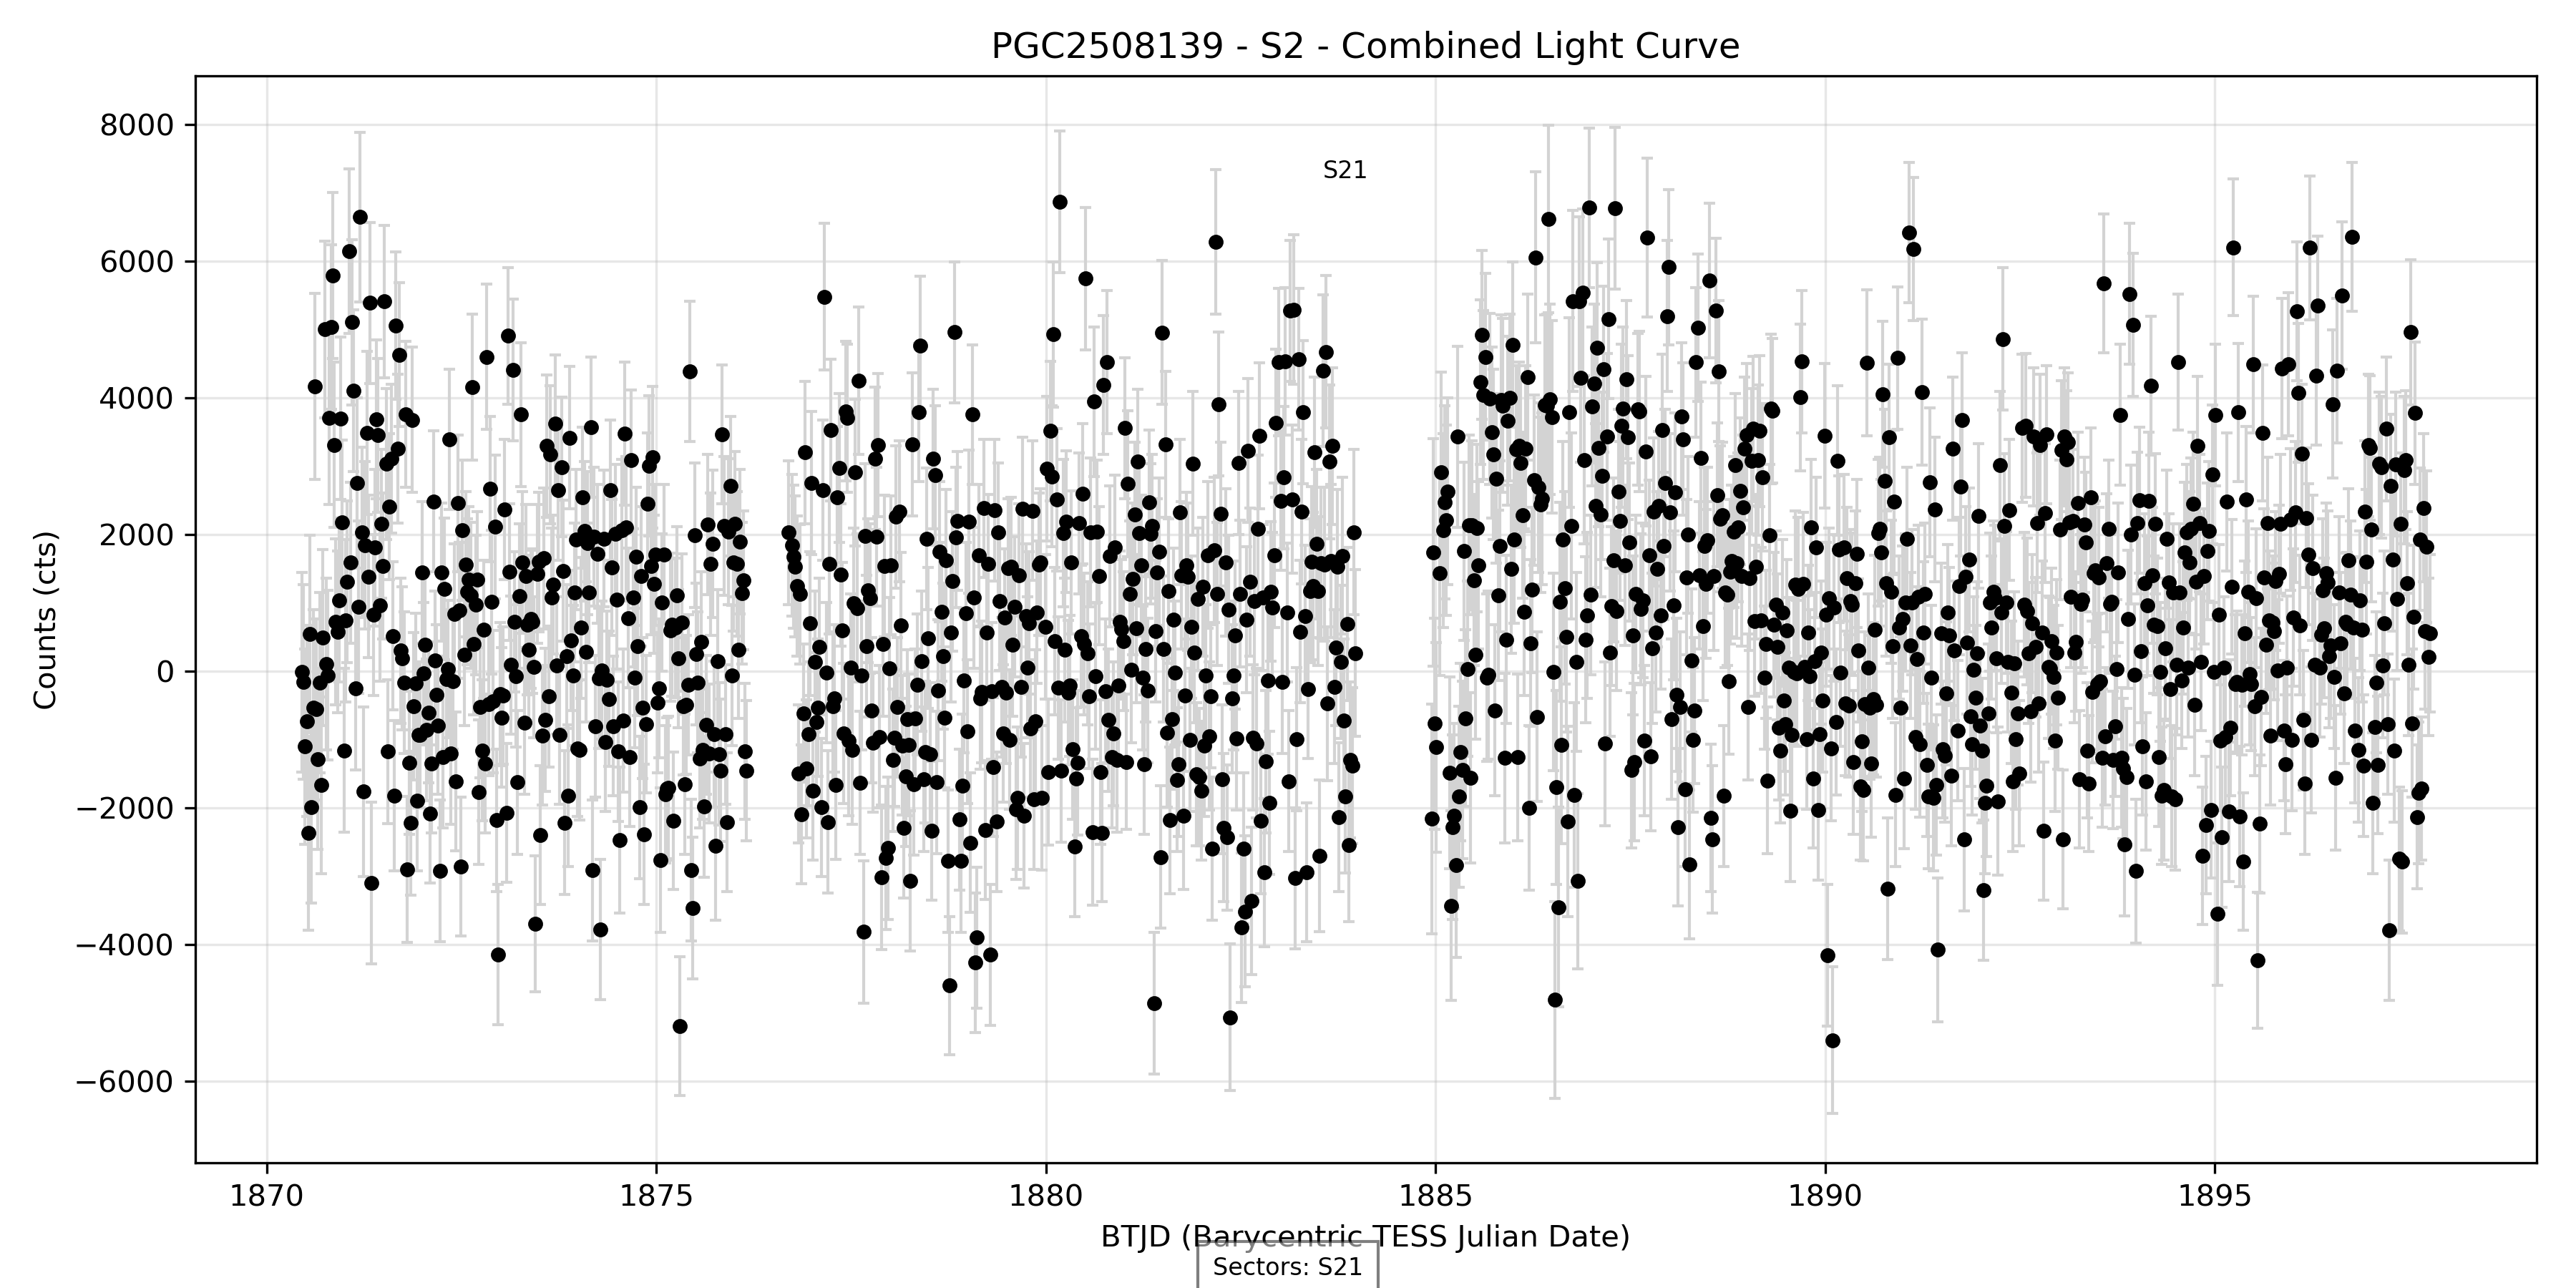 PGC2508139 - S2 - Combined Light Curve
Counts (cts)
8000
6000
4000
2000
0
−2000
−4000
−6000
S21
1870 1875 1880 1885 1890 1895
BTJD (Barycentric TESS Julian Date)
Sectors: S21